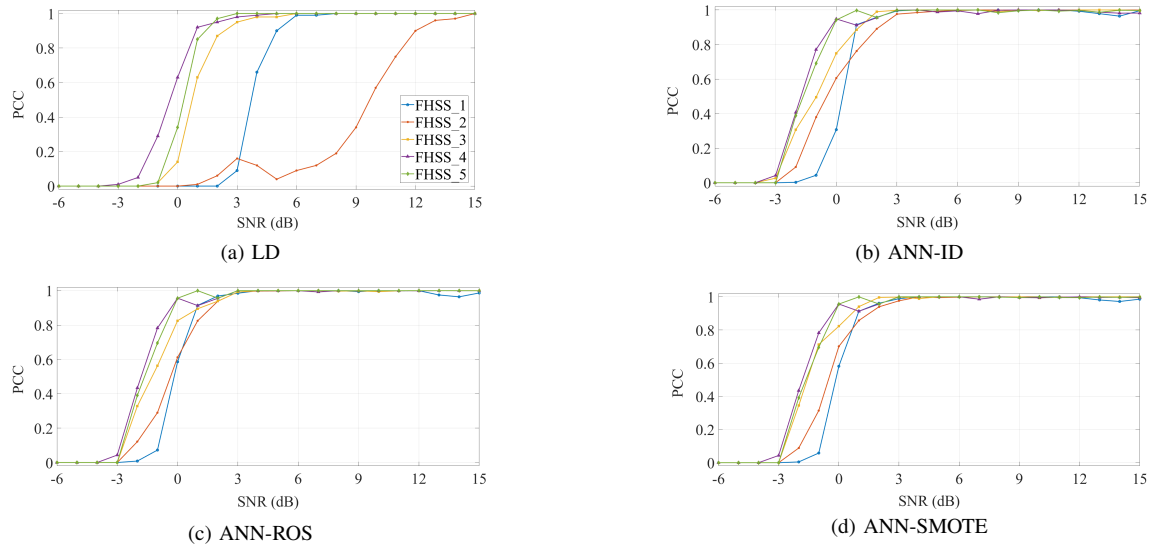 1
0.8
0.6
0.4
0.2
0
PCC
-6 -3 0 3 6 9 12 15
SNR (dB)
FHSS_1
FHSS_2
FHSS_3
FHSS_4
FHSS_5
(a) LD
1
0.8
0.6
0.4
0.2
0
PCC
-6 -3 0 3 6 9 12 15
SNR (dB)
(b) ANN-ID
1
0.8
0.6
0.4
0.2
0
PCC
-6 -3 0 3 6 9 12 15
SNR (dB)
(c) ANN-ROS
1
0.8
0.6
0.4
0.2
0
PCC
-6 -3 0 3 6 9 12 15
SNR (dB)
(d) ANN-SMOTE